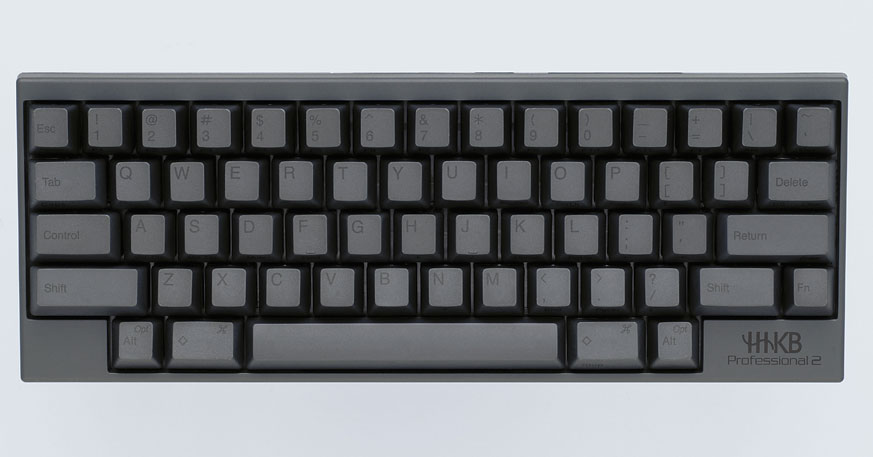 Esc ! 1 @ 2 # 3 $ 4 % 5 ^ 6 & 7 * 8 ( 9 ) 0 _ - + = | \ ~ `
Tab Q W E R T Y U I O P { [ } ] Delete
Control A S D F G H J K L : ; " ' Return
Shift Z X C V B N M < , > . ? / Shift Fn
Alt Opt ◇ ⌘ ◇ ⌘ Alt Opt
HHKB
Professional 2